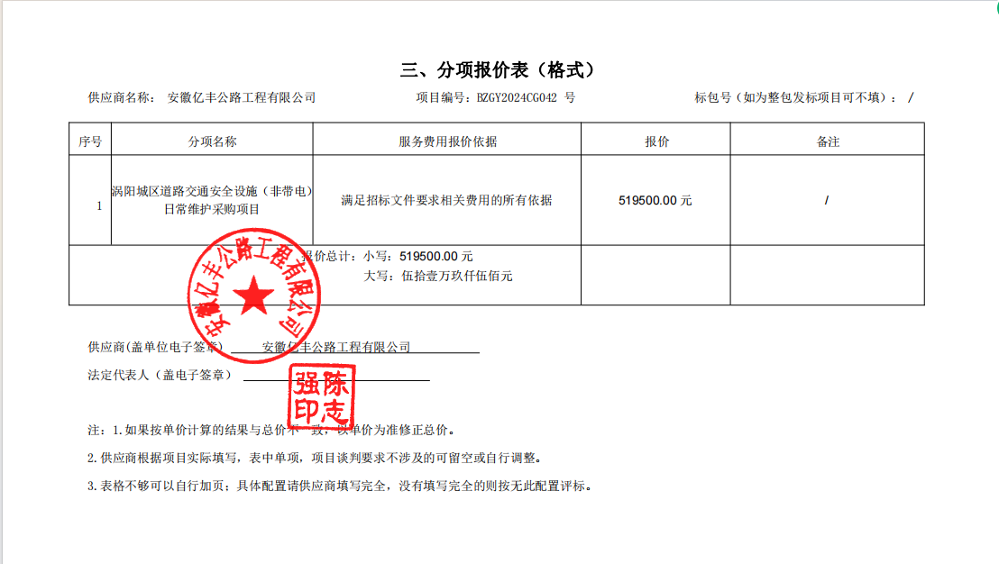 三、分项报价表（格式）
供应商名称： 安徽亿丰公路工程有限公司 项目编号：BZGY2024CG042 号 标包号（如为整包发标项目可不填）： /
序号 分项名称 服务费用报价依据 报价 备注
1 涡阳城区道路交通安全设施（非带电）日常维护采购项目 满足招标文件要求相关费用的所有依据 519500.00 元 /
报价总计：小写：519500.00 元
大写：伍拾壹万玖仟伍佰元
安徽亿丰公路工程有限公司
供应商(盖单位电子签章) 安徽亿丰公路工程有限公司
法定代表人（盖电子签章）
陈志强印
注：1.如果按单价计算的结果与总价不一致，以单价为准修正总价。
2.供应商根据项目实际填写，表中单项，项目谈判要求不涉及的可留空或自行调整。
3.表格不够可以自行加页；具体配置请供应商填写完全，没有填写完全的则按无此配置评标。